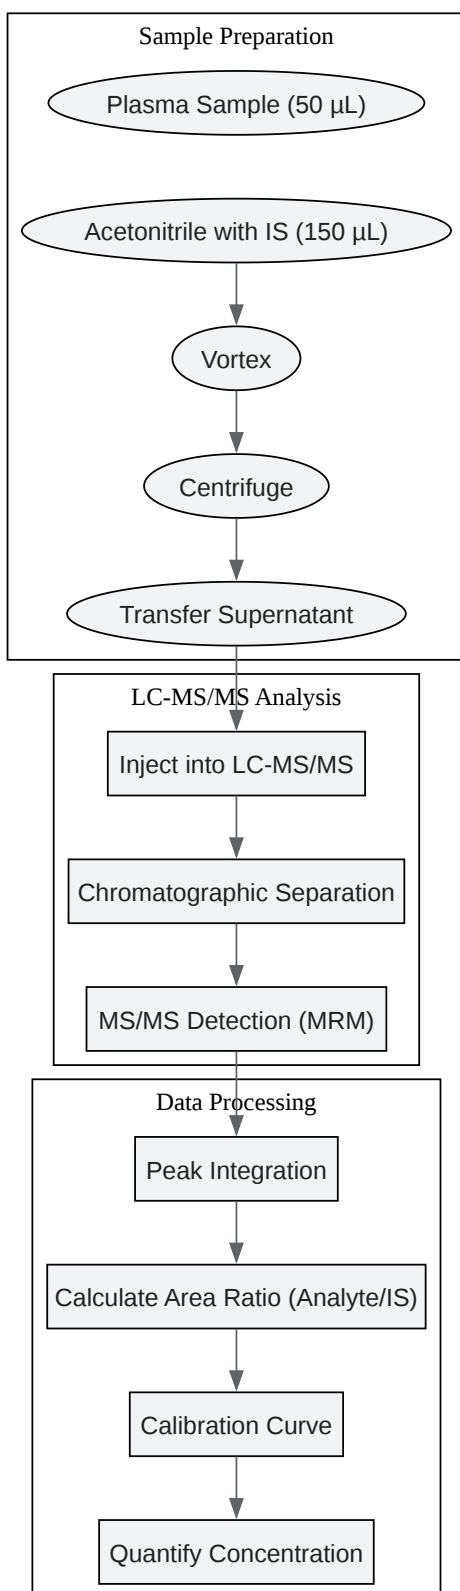 Sample Preparation
Plasma Sample (50 µL)
Acetonitrile with IS (150 µL)
Vortex
Centrifuge
Transfer Supernatant
LC-MS/MS Analysis
Inject into LC-MS/MS
Chromatographic Separation
MS/MS Detection (MRM)
Data Processing
Peak Integration
Calculate Area Ratio (Analyte/IS)
Calibration Curve
Quantify Concentration